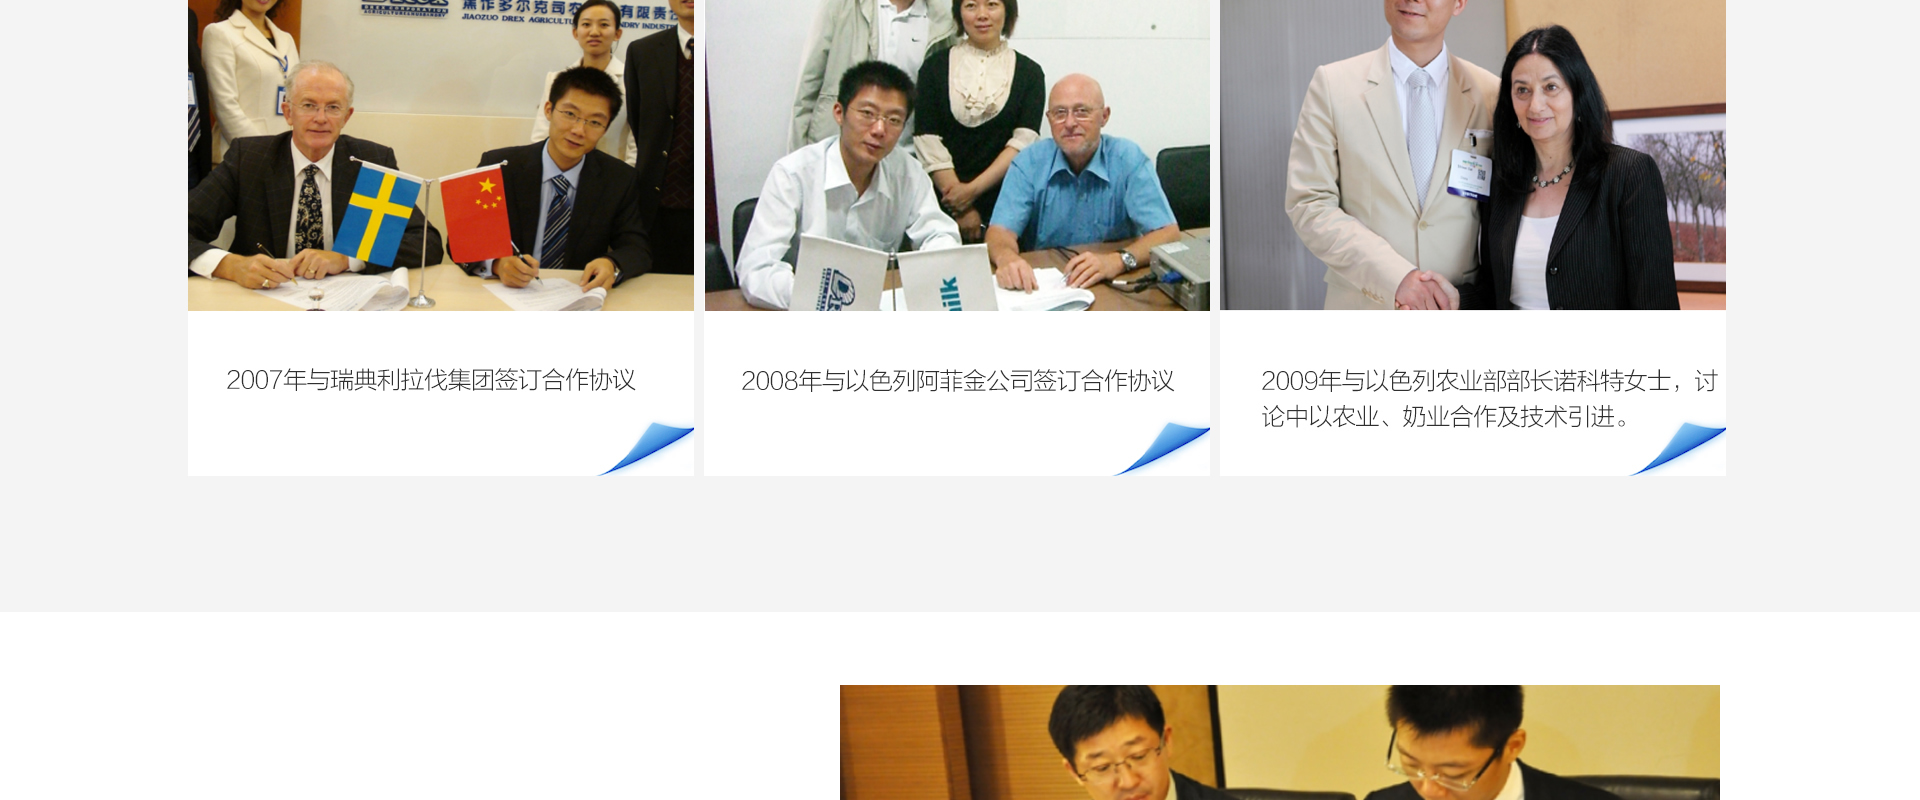 焦作多尔克司农
有限责
DREX CORPORATION
JIAOZUO DREX AGRICULTU
NDRY INDUST
ilk
2007年与瑞典利拉伐集团签订合作协议
2008年与以色列阿菲金公司签订合作协议
2009年与以色列农业部部长诺科特女士，讨
论中以农业、奶业合作及技术引进。